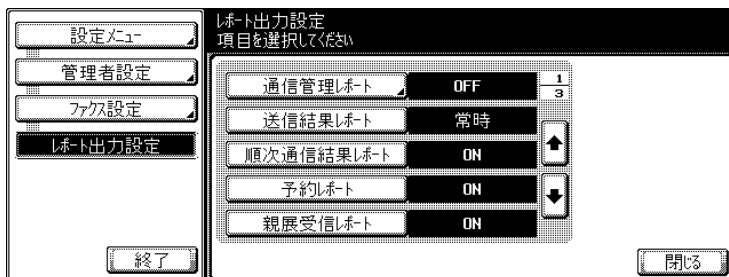 設定メニュー
管理者設定
ファクス設定
レポート出力設定
終了
レポート出力設定
項目を選択してください
通信管理レポート OFF
1
3
送信結果レポート 常時
順次通信結果レポート ON
予約レポート ON
親展受信レポート ON
閉じる